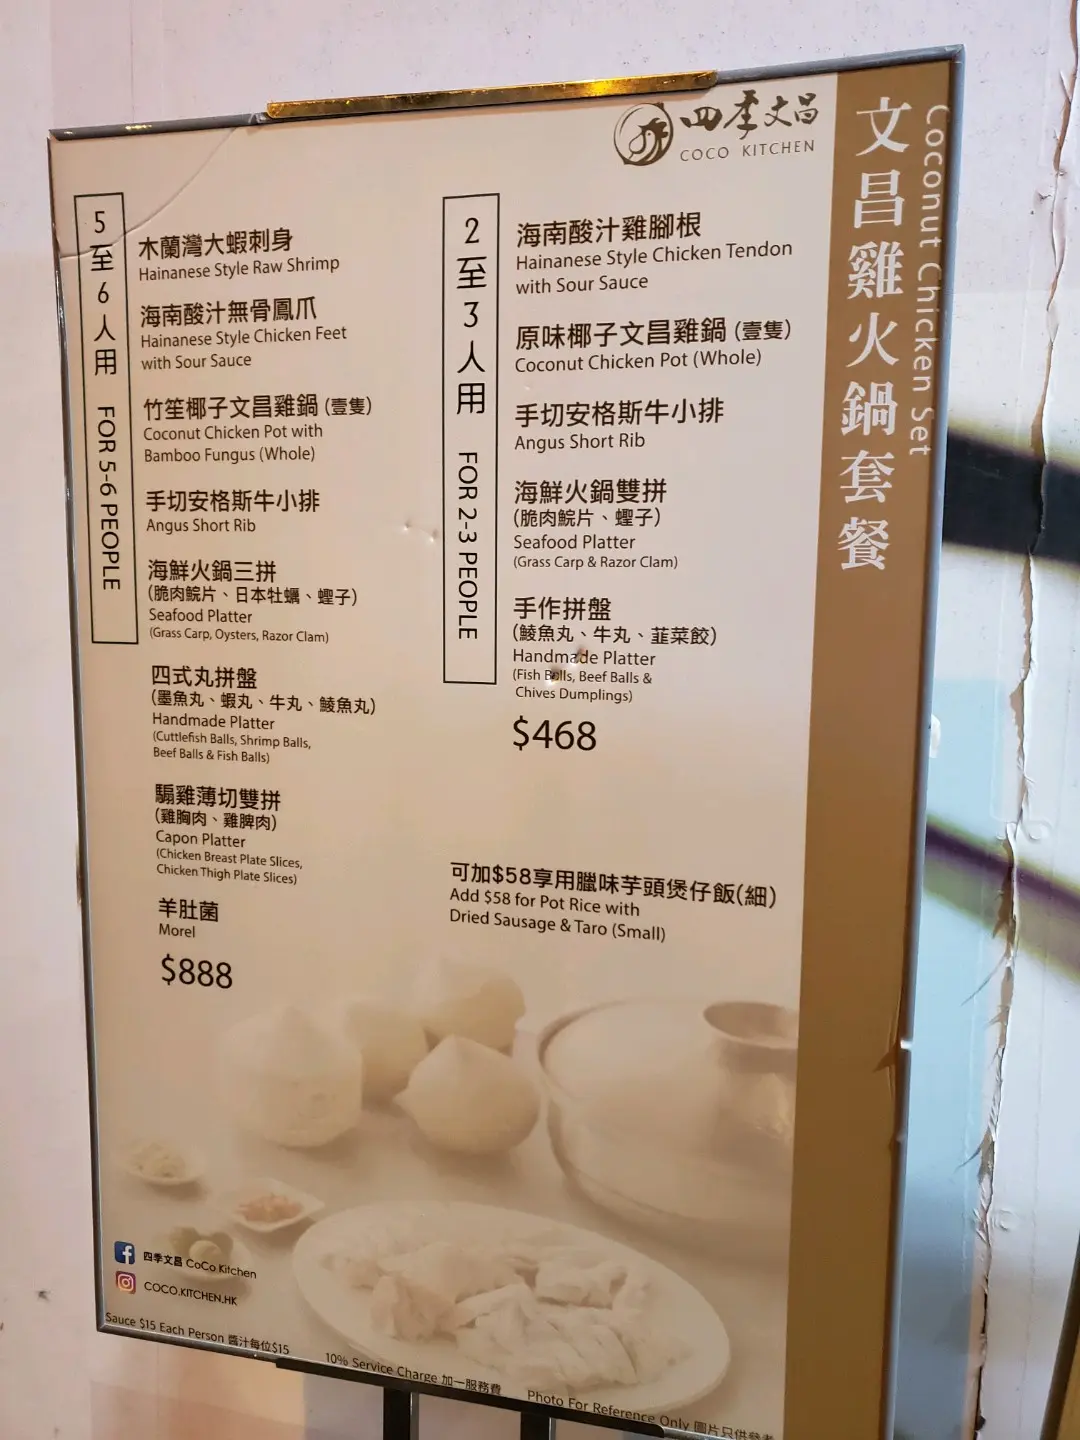 四季文昌
COCO KITCHEN
文昌雞火鍋套餐
Coconut Chicken Set
5至6人用 FOR 5-6 PEOPLE
木蘭灣大蝦刺身
Hainanese Style Raw Shrimp
海南酸汁無骨鳳爪
Hainanese Style Chicken Feet
with Sour Sauce
竹笙椰子文昌雞鍋 (壹隻)
Coconut Chicken Pot with
Bamboo Fungus (Whole)
手切安格斯牛小排
Angus Short Rib
海鮮火鍋三拼
(脆肉鯇片、日本牡蠣、蟶子)
Seafood Platter
(Grass Carp, Oysters, Razor Clam)
四式丸拼盤
(墨魚丸、蝦丸、牛丸、鯪魚丸)
Handmade Platter
(Cuttlefish Balls, Shrimp Balls,
Beef Balls & Fish Balls)
騸雞薄切雙拼
(雞胸肉、雞脾肉)
Capon Platter
(Chicken Breast Plate Slices,
Chicken Thigh Plate Slices)
羊肚菌
Morel
$888
2至3人用 FOR 2-3 PEOPLE
海南酸汁雞腳根
Hainanese Style Chicken Tendon
with Sour Sauce
原味椰子文昌雞鍋 (壹隻)
Coconut Chicken Pot (Whole)
手切安格斯牛小排
Angus Short Rib
海鮮火鍋雙拼
(脆肉鯇片、蟶子)
Seafood Platter
(Grass Carp & Razor Clam)
手作拼盤
(鯪魚丸、牛丸、韮菜餃)
Handmade Platter
(Fish Balls, Beef Balls &
Chives Dumplings)
$468
可加$58享用臘味芋頭煲仔飯(細)
Add $58 for Pot Rice with
Dried Sausage & Taro (Small)
四季文昌 CoCo Kitchen
COCO.KITCHEN.HK
Sauce $15 Each Person 醬汁每位$15
10% Service Charge 加一服務費
Photo For Reference Only 圖片只供參考